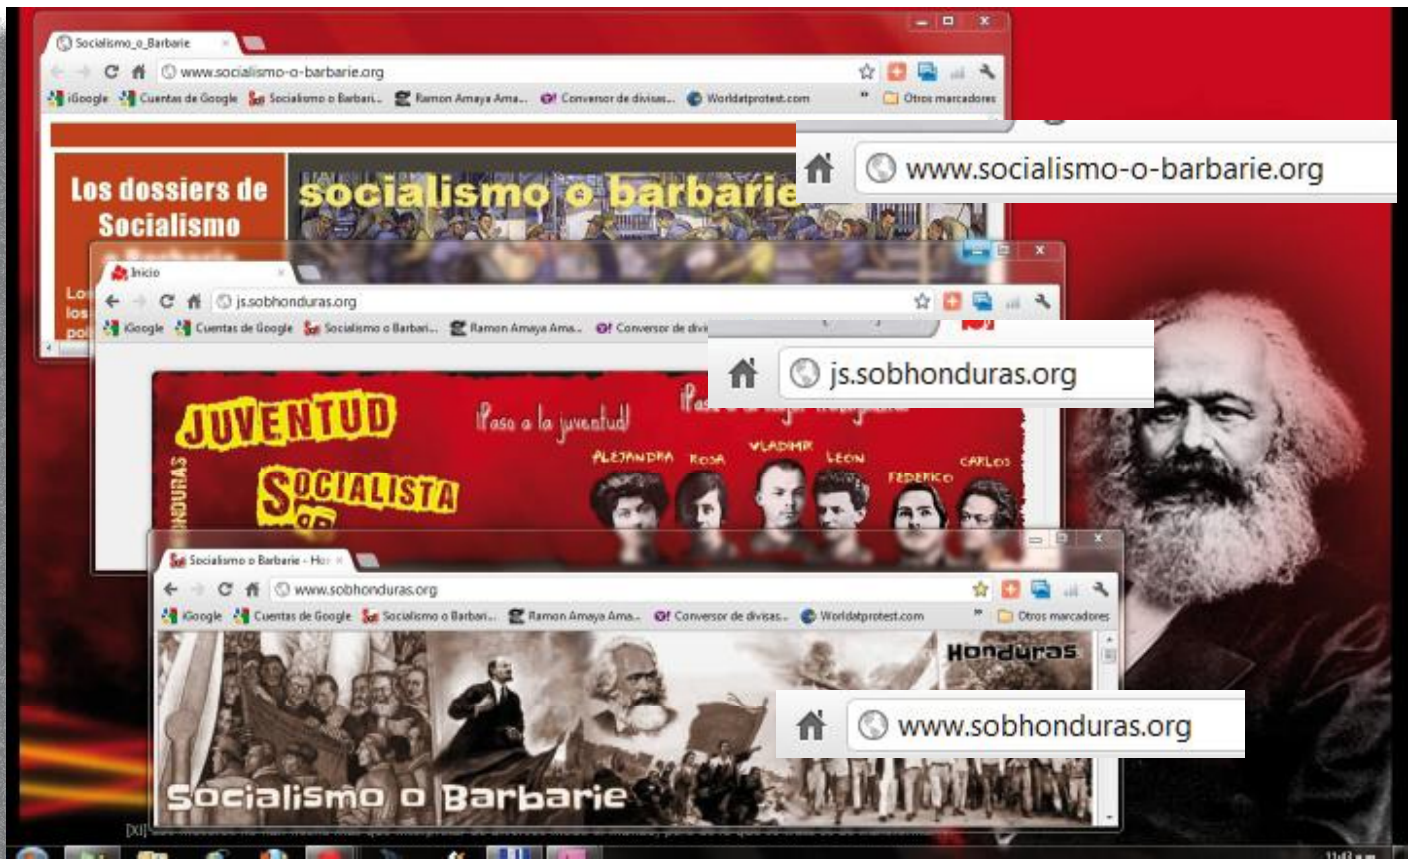 Socialismo_o_Barbarie
www.socialismo-o-barbarie.org
iGoogle Cuentas de Google Socialismo o Barbari... Ramon Amaya Ama... Conversor de divisas... Worldatprotest.com Otros marcadores
www.socialismo-o-barbarie.org
Los dossiers de
Socialismo
socialismo o barbarie
Inicio
js.sobhonduras.org
iGoogle Cuentas de Google Socialismo o Barbari... Ramon Amaya Ama... Conversor de divi
js.sobhonduras.org
JUVENTUD
SOCIALISTA
¡Paso a la juventud!
ALEJANDRA ROSA VLADIMIR LEON FEDERICO CARLOS
Socialismo o Barbarie - Hon
www.sobhonduras.org
iGoogle Cuentas de Google Socialismo o Barbari... Ramon Amaya Ama... Conversor de divisas... Worldatprotest.com Otros marcadores
Honduras
www.sobhonduras.org
Socialismo o Barbarie